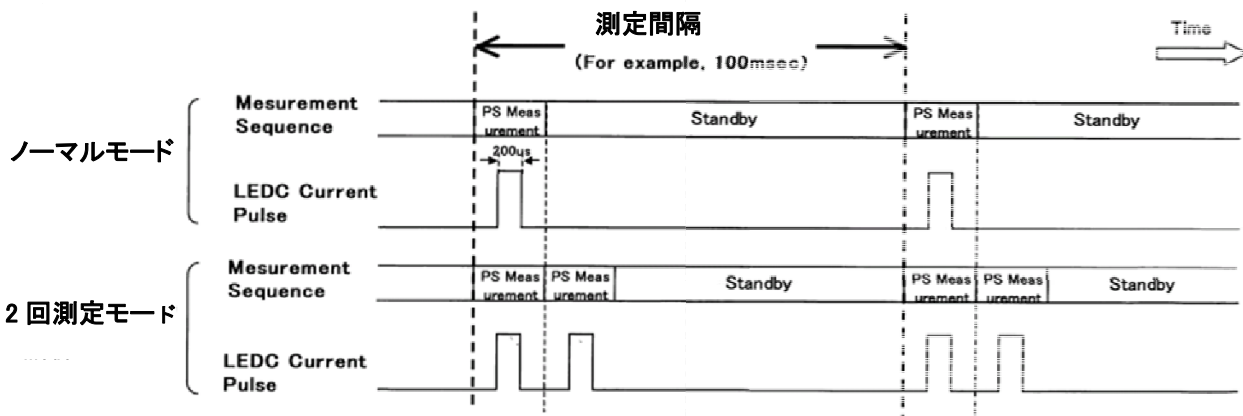 測定間隔
Time
(For example, 100msec)
Mesurement
Sequence
PS Meas
urement
Standby
PS Meas
urement
Standby
ノーマルモード
200us
LEDC Current
Pulse
Mesurement
Sequence
PS Meas
urement
PS Meas
urement
Standby
PS Meas
urement
PS Meas
urement
Standby
2回測定モード
LEDC Current
Pulse